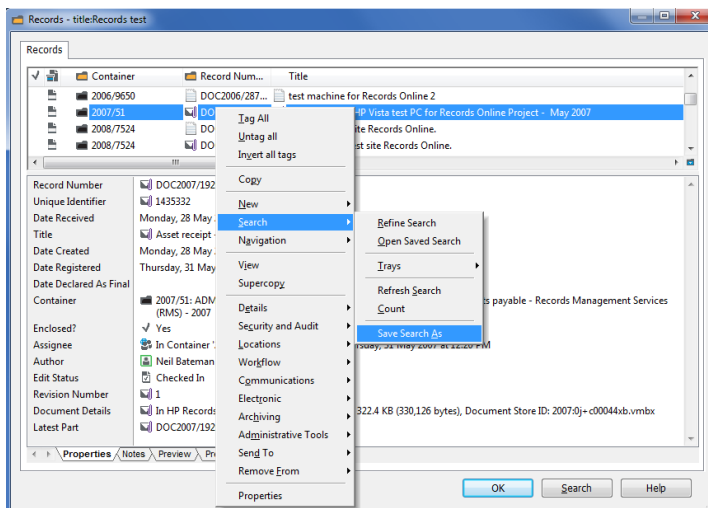 Records - title:Records test
Records
Container Record Num... Title
2006/9650 DOC2006/287... test machine for Records Online 2
2007/51 DO HP Vista test PC for Records Online Project - May 2007
2008/7524 DO ite Records Online.
2008/7524 DO st site Records Online.
Tag All
Untag all
Invert all tags
Copy
New
Search
Navigation
View
Supercopy
Details
Security and Audit
Locations
Workflow
Communications
Electronic
Archiving
Administrative Tools
Send To
Remove From
Properties
Refine Search
Open Saved Search
Trays
Refresh Search
Count
Save Search As
Record Number DOC2007/192
Unique Identifier 1435332
Date Received Monday, 28 May
Title Asset receipt -
Date Created Monday, 28 May
Date Registered Thursday, 31 May
Date Declared As Final
Container 2007/51: ADM ts payable - Records Management Services
(RMS) - 2007
Enclosed? Yes
Assignee In Container '
Author Neil Bateman
Edit Status Checked In
Revision Number 1
Document Details In HP Records 322.4 KB (330,126 bytes), Document Store ID: 2007:0j+c00044xb.vmbx
Latest Part DOC2007/192
Properties Notes Preview Pr
OK Search Help